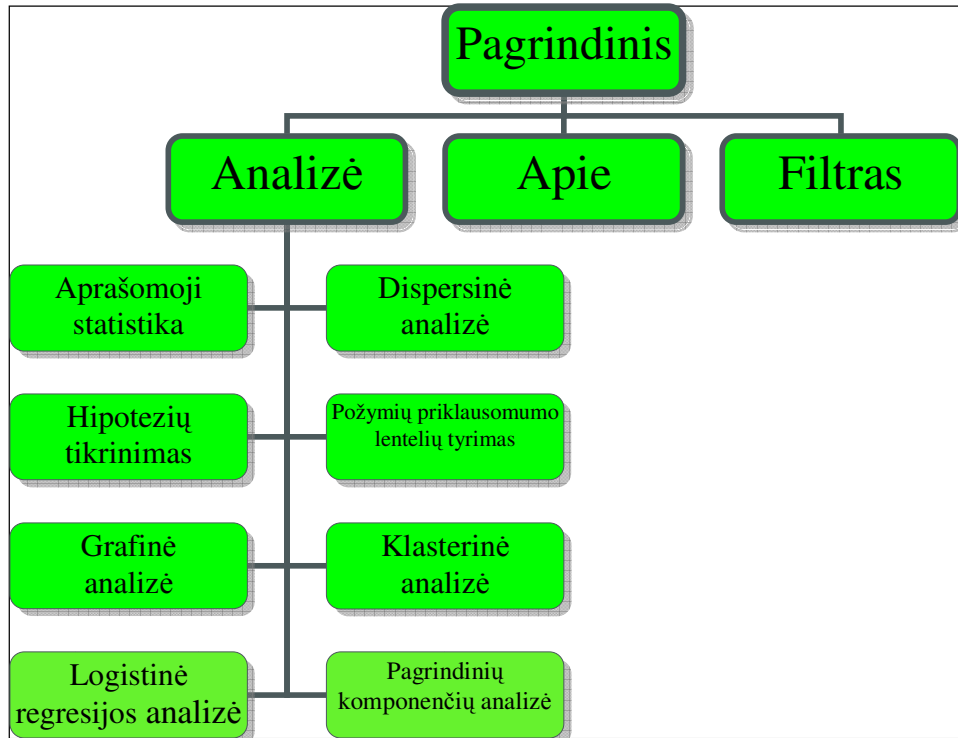 Pagrindinis
Analizė
Apie
Filtras
Aprašomoji
statistika
Dispersinė
analizė
Hipotezių
tikrinimas
Požymių priklausomumo
lentelių tyrimas
Grafinė
analizė
Klasterinė
analizė
Logistinė
regresijos analizė
Pagrindinių
komponenčių analizė